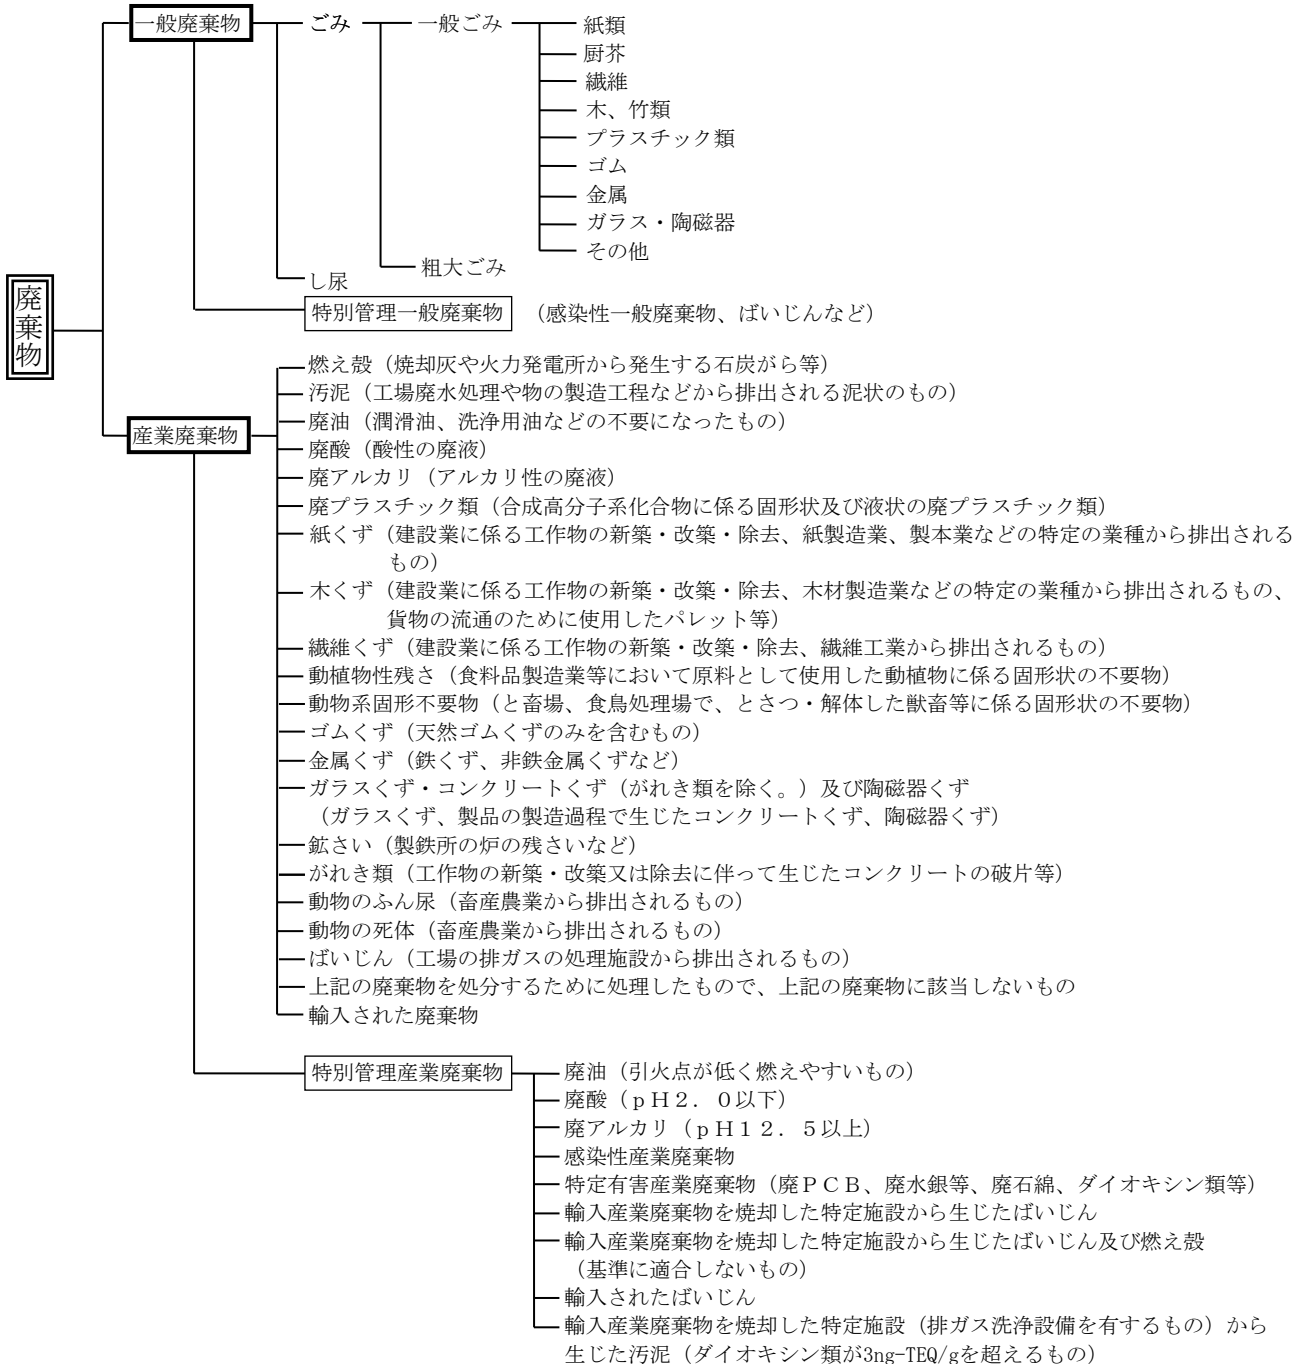 廃棄物
一般廃棄物
ごみ
一般ごみ
紙類
厨芥
繊維
木、竹類
プラスチック類
ゴム
金属
ガラス・陶磁器
その他
粗大ごみ
し尿
特別管理一般廃棄物
（感染性一般廃棄物、ばいじんなど）
産業廃棄物
燃え殻（焼却灰や火力発電所から発生する石炭がら等）
汚泥（工場廃水処理や物の製造工程などから排出される泥状のもの）
廃油（潤滑油、洗浄用油などの不要になったもの）
廃酸（酸性の廃液）
廃アルカリ（アルカリ性の廃液）
廃プラスチック類（合成高分子系化合物に係る固形状及び液状の廃プラスチック類）
紙くず（建設業に係る工作物の新築・改築・除去、紙製造業、製本業などの特定の業種から排出される
もの）
木くず（建設業に係る工作物の新築・改築・除去、木材製造業などの特定の業種から排出されるもの、
貨物の流通のために使用したパレット等）
繊維くず（建設業に係る工作物の新築・改築・除去、繊維工業から排出されるもの）
動植物性残さ（食料品製造業等において原料として使用した動植物に係る固形状の不要物）
動物系固形不要物（と畜場、食鳥処理場で、とさつ・解体した獣畜等に係る固形状の不要物）
ゴムくず（天然ゴムくずのみを含むもの）
金属くず（鉄くず、非鉄金属くずなど）
ガラスくず・コンクリートくず（がれき類を除く。）及び陶磁器くず
（ガラスくず、製品の製造過程で生じたコンクリートくず、陶磁器くず）
鉱さい（製鉄所の炉の残さいなど）
がれき類（工作物の新築・改築又は除去に伴って生じたコンクリートの破片等）
動物のふん尿（畜産農業から排出されるもの）
動物の死体（畜産農業から排出されるもの）
ばいじん（工場の排ガスの処理施設から排出されるもの）
上記の廃棄物を処分するために処理したもので、上記の廃棄物に該当しないもの
輸入された廃棄物
特別管理産業廃棄物
廃油（引火点が低く燃えやすいもの）
廃酸（ｐＨ２．０以下）
廃アルカリ（ｐＨ１２．５以上）
感染性産業廃棄物
特定有害産業廃棄物（廃ＰＣＢ、廃水銀等、廃石綿、ダイオキシン類等）
輸入産業廃棄物を焼却した特定施設から生じたばいじん
輸入産業廃棄物を焼却した特定施設から生じたばいじん及び燃え殻
（基準に適合しないもの）
輸入されたばいじん
輸入産業廃棄物を焼却した特定施設（排ガス洗浄設備を有するもの）から
生じた汚泥（ダイオキシン類が3ng-TEQ/gを超えるもの）